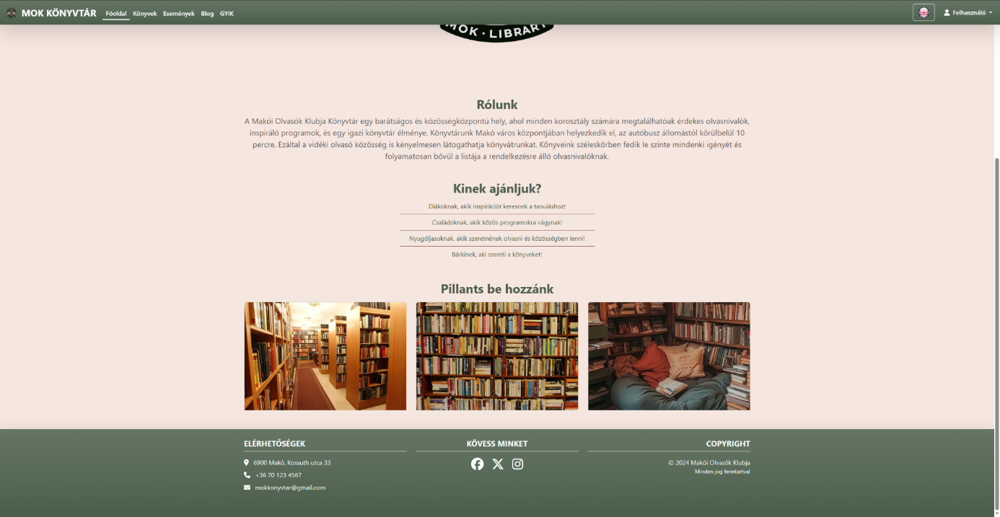 MOK KÖNYVTÁR Főoldal Könyvek Események Blog GYIK Felhasználó
MOK · LIBRARY
Rólunk
A Makói Olvasók Klubja Könyvtár egy barátságos és közösségközpontú hely, ahol minden korosztály számára megtalálhatóak érdekes olvasnivalók,
inspiráló programok, és egy igazi könyvtár élménye. Könyvtárunk Makó város központjában helyezkedik el, az autóbusz állomástól körülbelül 10
percre. Ezáltal a vidéki olvasó közösség is kényelmesen látogathatja könyvátrunkat. Könyveink széleskörben fedik le szinte mindenki igényét és
folyamatosan bővül a listája a rendelkezésre álló olvasnivalóknak.
Kinek ajánljuk?
Diákoknak, akik inspirációt keresnek a tanuláshoz!
Családoknak, akik közös programokra vágynak!
Nyugdíjasoknak, akik szeretnének olvasni és közösségben lenni!
Bárkinek, aki szereti a könyveket!
Pillants be hozzánk
ELÉRHETŐSÉGEK
6900 Makó, Kossuth utca 33
+36 70 123 4567
mokkonyvtar@gmail.com
KÖVESS MINKET
COPYRIGHT
© 2024 Makói Olvasók Klubja
Minden jog fenntartva!